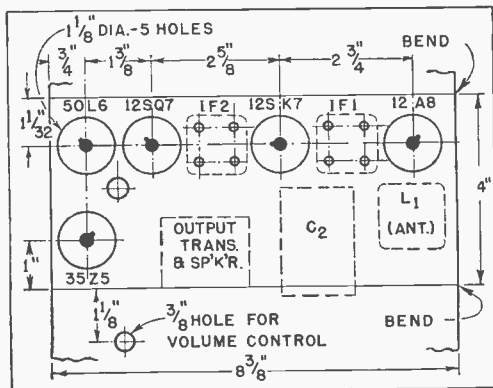 1 1/8" DIA.-5 HOLES
BEND
3/4"
1 3/8"
2 5/8"
2 3/4"
50L6
12SQ7
IF2
12SK7
IF1
12A8
1 1/32"
4"
L1
(ANT.)
C2
OUTPUT
TRANS.
& SP'K'R.
1"
35Z5
1 1/8"
3/8" HOLE FOR
VOLUME CONTROL
BEND
8 3/8"